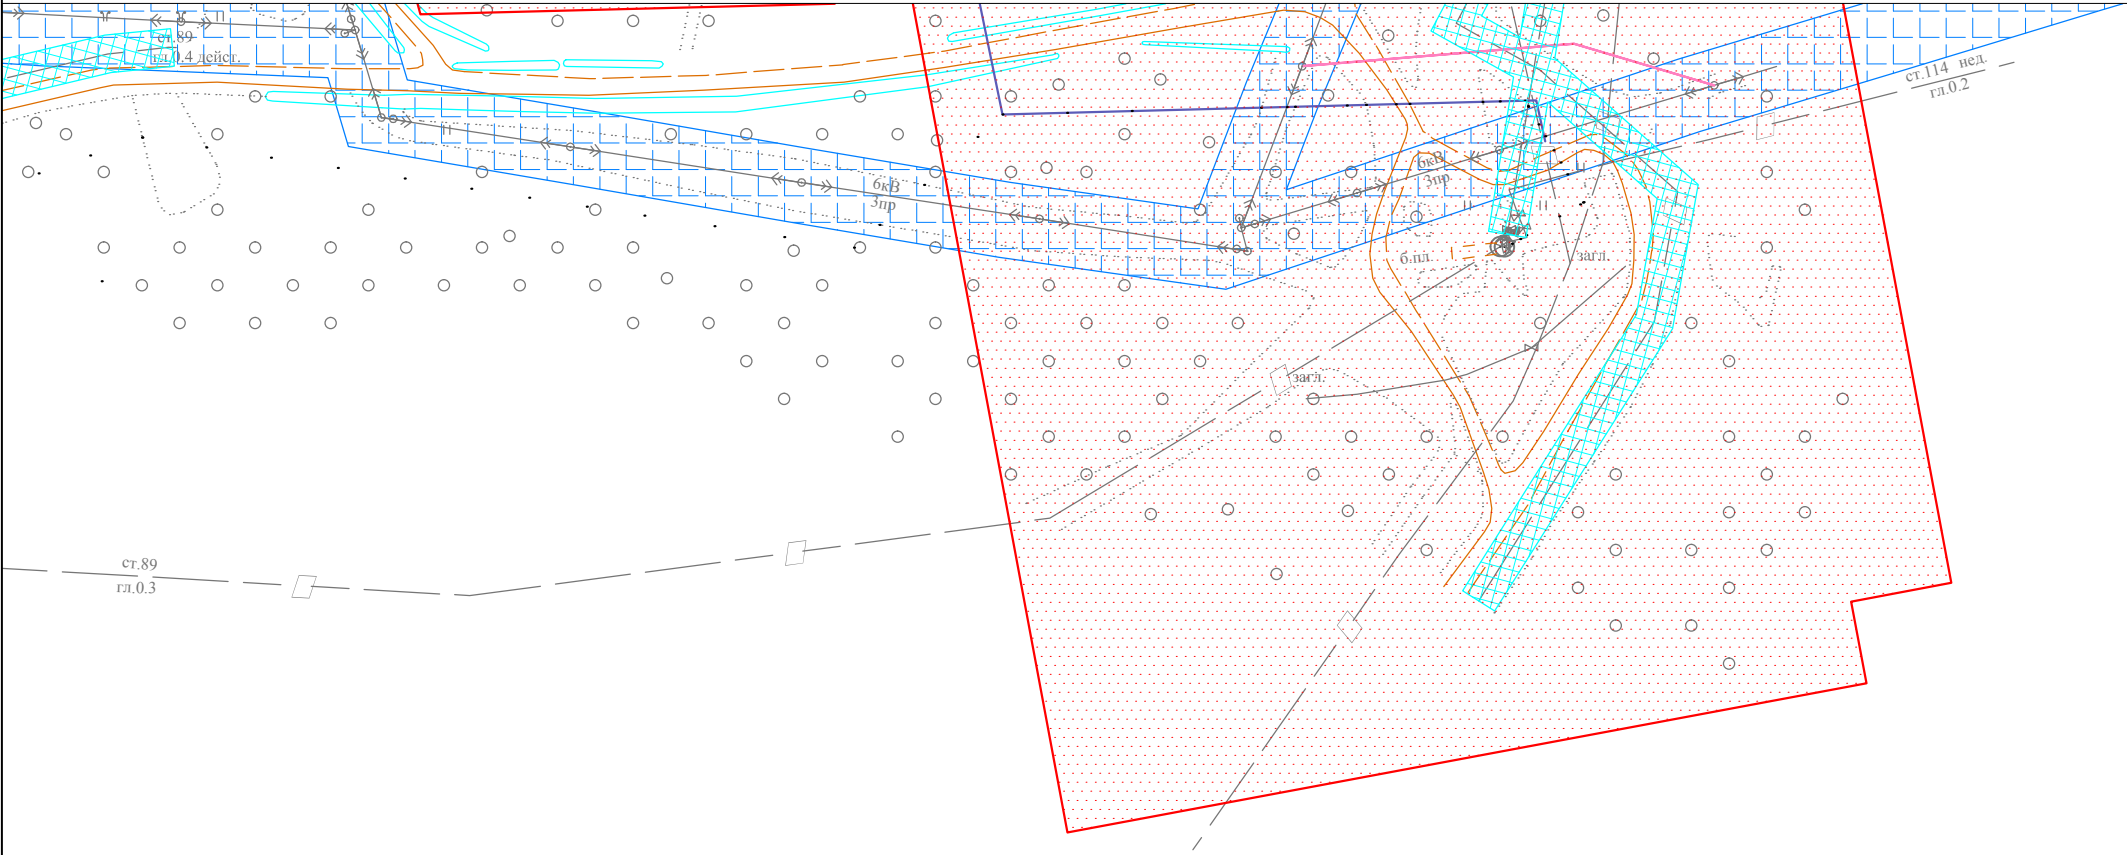 ст.89
гл.0.4 дейст.
ст.114 нед.
гл.0.2
6кВ
3пр
6кВ
3пр
б.пл
загл.
загл.
ст.89
гл.0.3